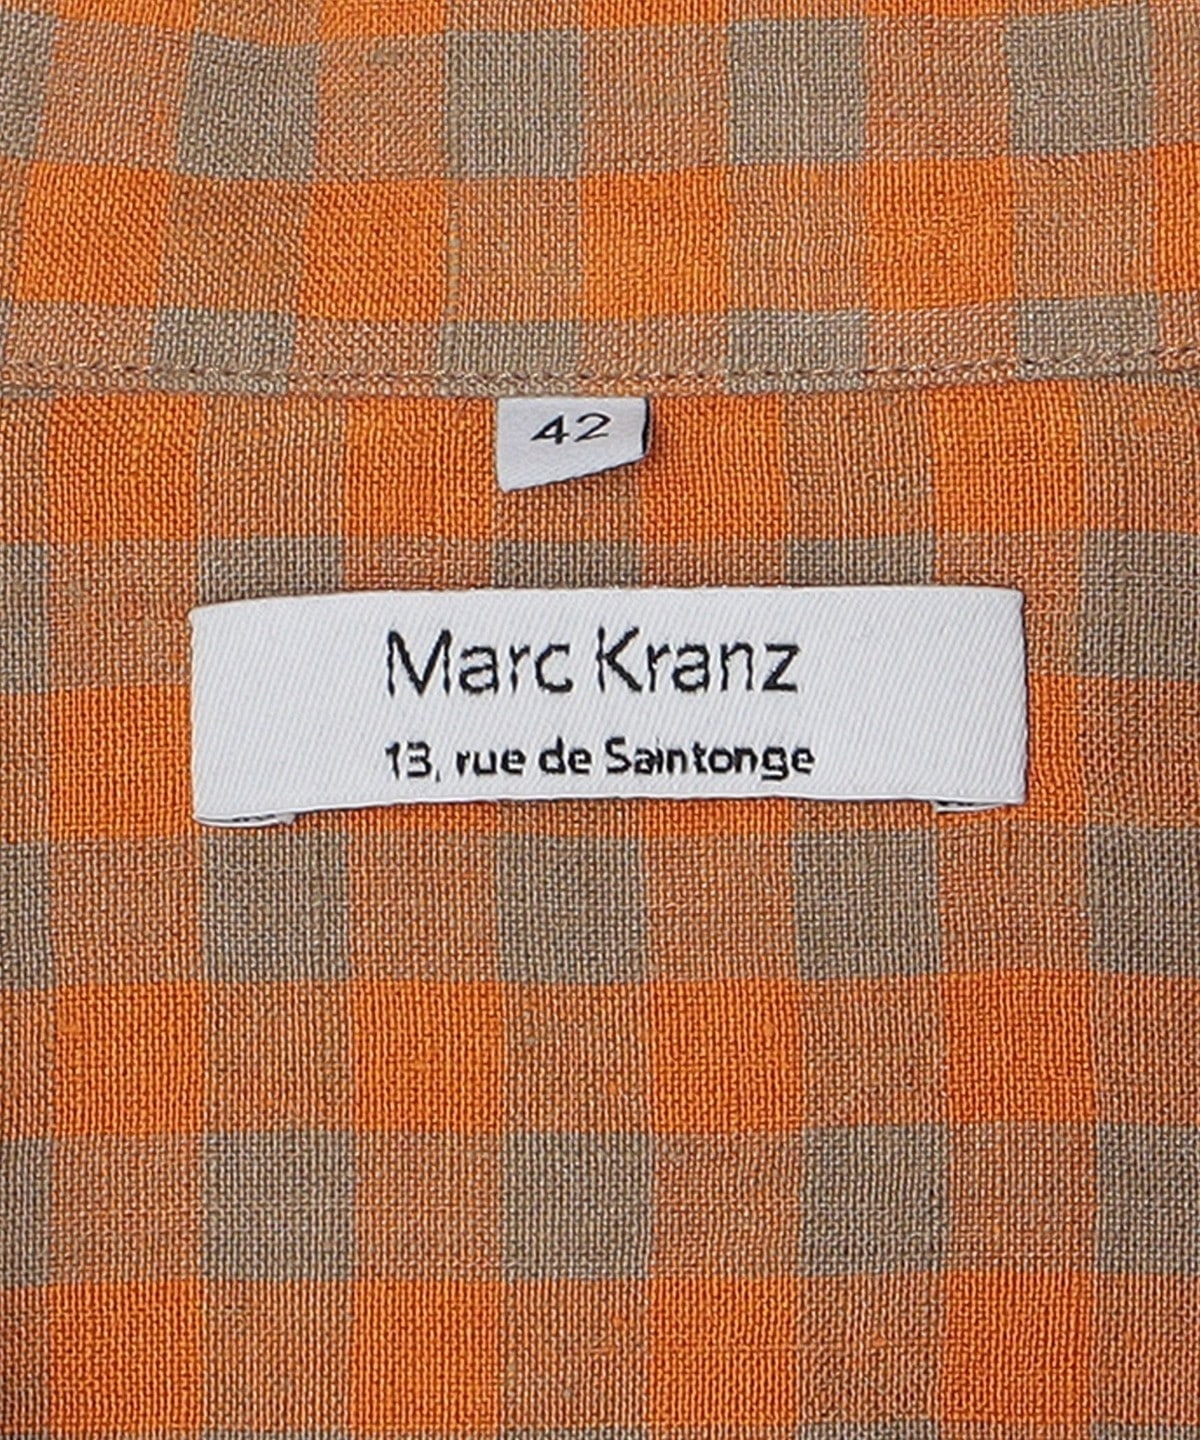 42
Marc Kranz
13, rue de Saintonge